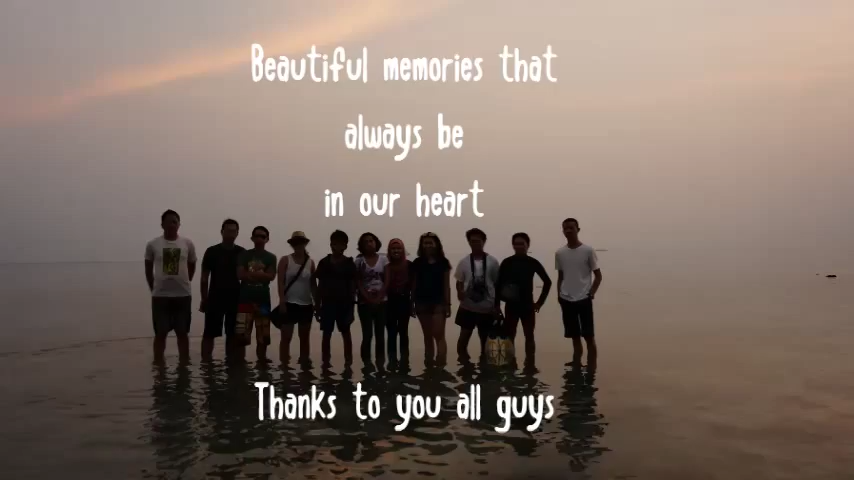 Beautiful memories that
always be
in our heart
Thanks to you all guys